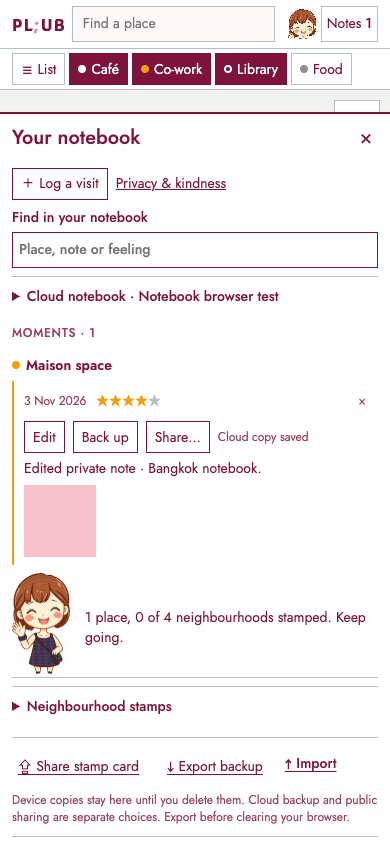 PL;UB
Find a place
Notes 1
≡ List
Café
Co-work
Library
Food
Your notebook
×
+ Log a visit
Privacy & kindness
Find in your notebook
Place, note or feeling
▶ Cloud notebook · Notebook browser test
MOMENTS · 1
Maison space
3 Nov 2026 ★★★★★
×
Edit
Back up
Share...
Cloud copy saved
Edited private note · Bangkok notebook.
1 place, 0 of 4 neighbourhoods stamped. Keep
going.
▶ Neighbourhood stamps
Share stamp card
↓ Export backup
↑ Import
Device copies stay here until you delete them. Cloud backup and public
sharing are separate choices. Export before clearing your browser.